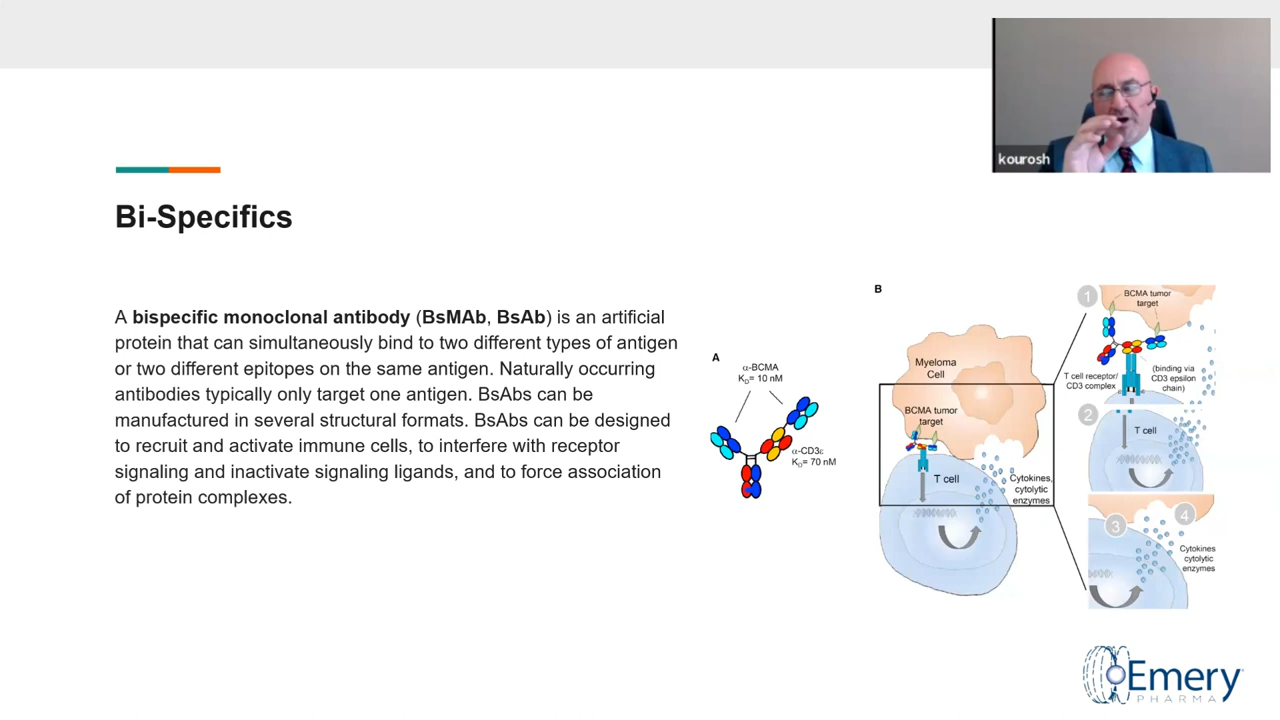 kourosh
Bi-Specifics
A bispecific monoclonal antibody (BsMAb, BsAb) is an artificial
protein that can simultaneously bind to two different types of antigen
or two different epitopes on the same antigen. Naturally occurring
antibodies typically only target one antigen. BsAbs can be
manufactured in several structural formats. BsAbs can be designed
to recruit and activate immune cells, to interfere with receptor
signaling and inactivate signaling ligands, and to force association
of protein complexes.
A
α-BCMA
KD= 10 nM
α-CD3ε
KD= 70 nM
B
Myeloma
Cell
BCMA tumor
target
T cell
Cytokines,
cytolytic
enzymes
1
BCMA tumor
target
T cell receptor/
CD3 complex
(binding via
CD3 epsilon
chain)
2
T cell
3
4
Cytokines
cytolytic
enzymes
Emery
PHARMA